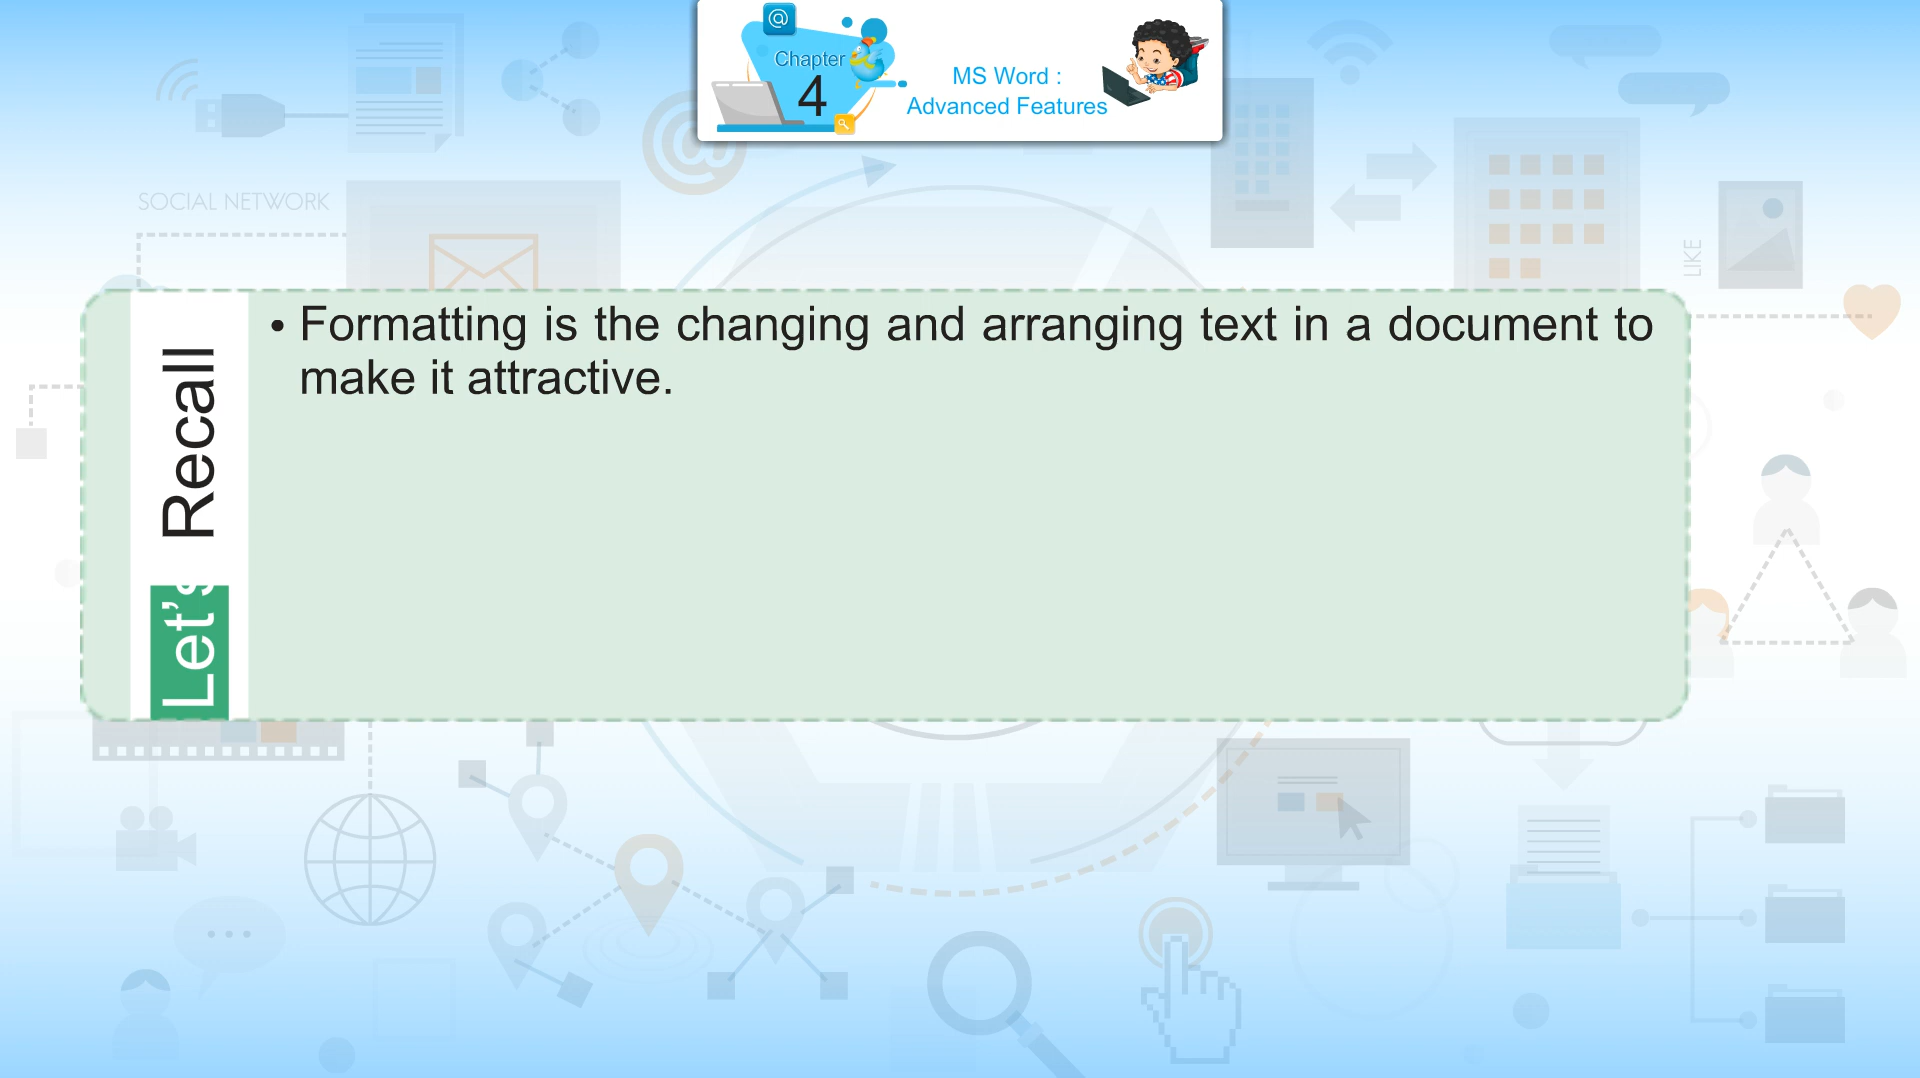 Chapter
4
MS Word :
Advanced Features
SOCIAL NETWORK
LIKE
Let's Recall
• Formatting is the changing and arranging text in a document to
make it attractive.